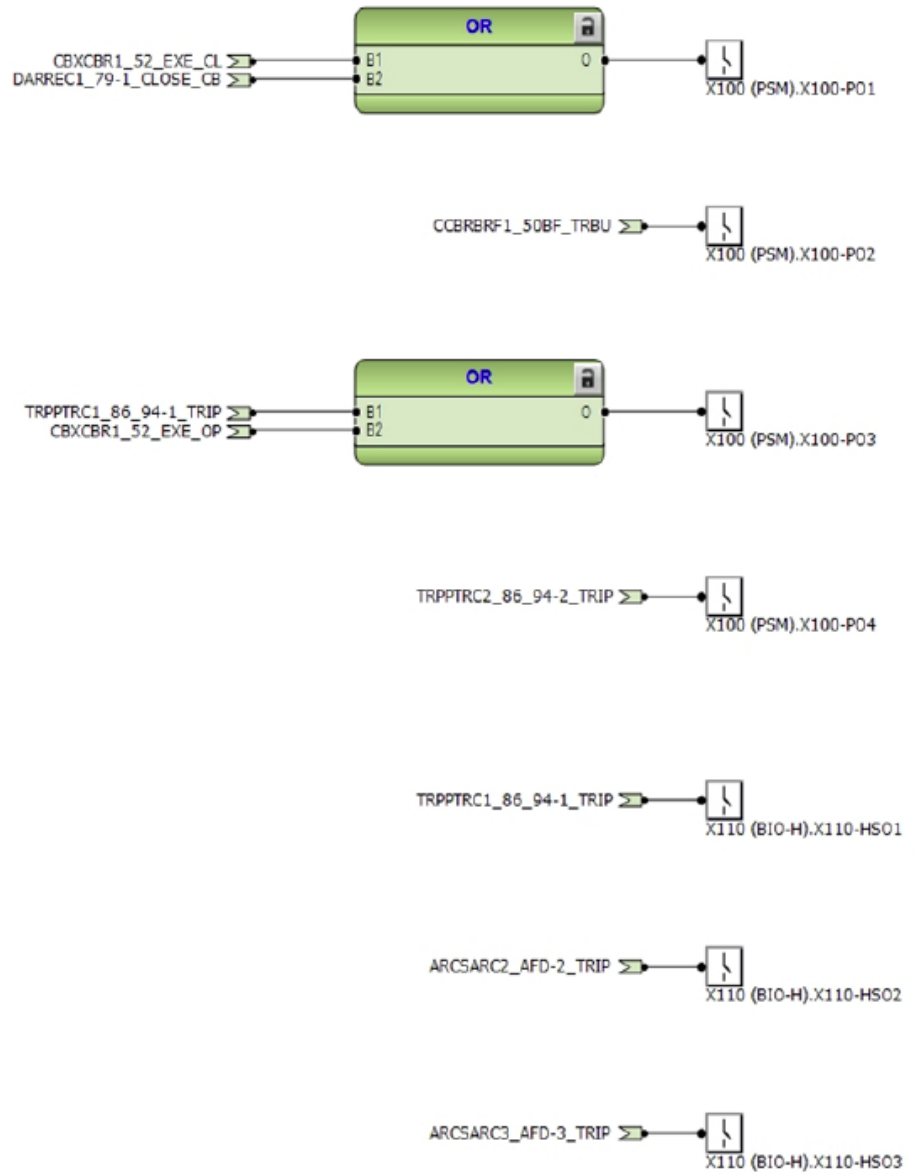 OR
CBXCBR1_52_EXE_CL
B1
O
DARREC1_79-1_CLOSE_CB
B2
X100 (PSM).X100-PO1
CCBRBRF1_50BF_TRBU
X100 (PSM).X100-PO2
OR
TRPPTRC1_86_94-1_TRIP
B1
O
CBXCBR1_52_EXE_OP
B2
X100 (PSM).X100-PO3
TRPPTRC2_86_94-2_TRIP
X100 (PSM).X100-PO4
TRPPTRC1_86_94-1_TRIP
X110 (BIO-H).X110-HSO1
ARCSARC2_AFD-2_TRIP
X110 (BIO-H).X110-HSO2
ARCSARC3_AFD-3_TRIP
X110 (BIO-H).X110-HSO3